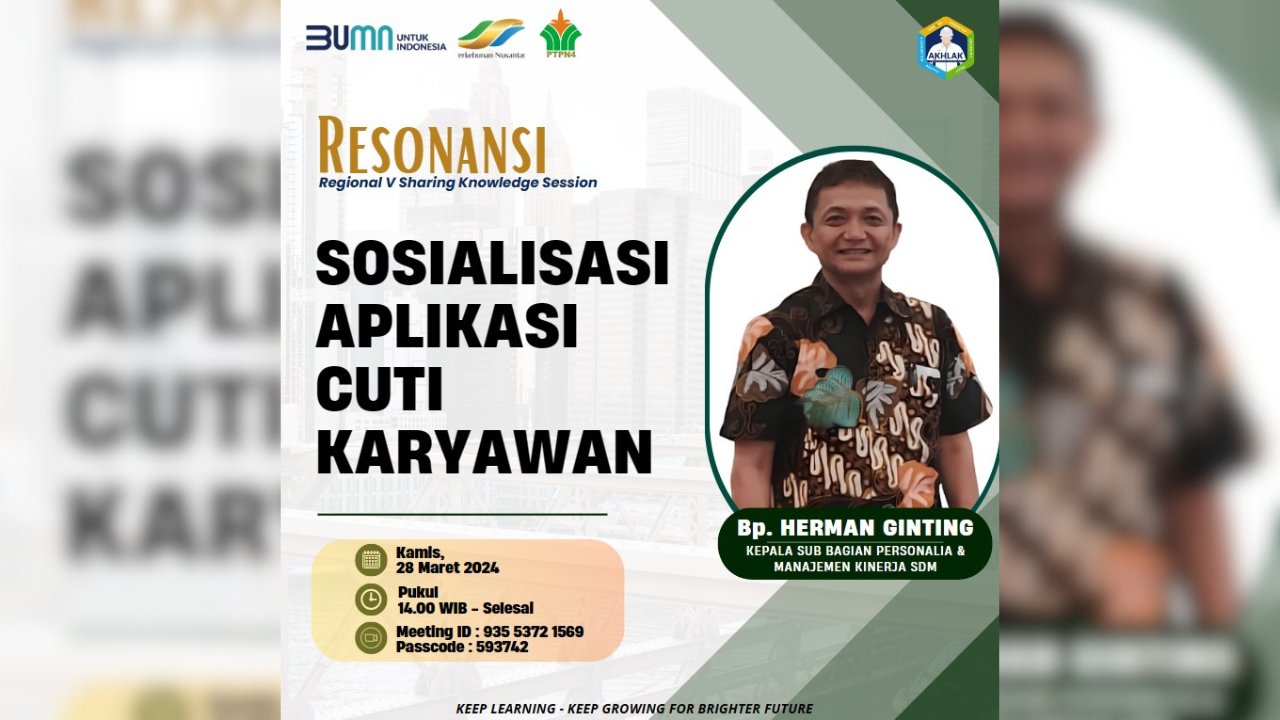 BUMN UNTUK
INDONESIA
Perkebunan Nusantara
PTPN4
AKHLAK
RESONANSI
Regional V Sharing Knowledge Session
SOSIALISASI
APLIKASI
CUTI
KARYAWAN
Kamis,
28 Maret 2024
Pukul
14.00 WIB – Selesai
Meeting ID : 935 5372 1569
Passcode : 593742
Bp. HERMAN GINTING
KEPALA SUB BAGIAN PERSONALIA &
MANAJEMEN KINERJA SDM
KEEP LEARNING - KEEP GROWING FOR BRIGHTER FUTURE